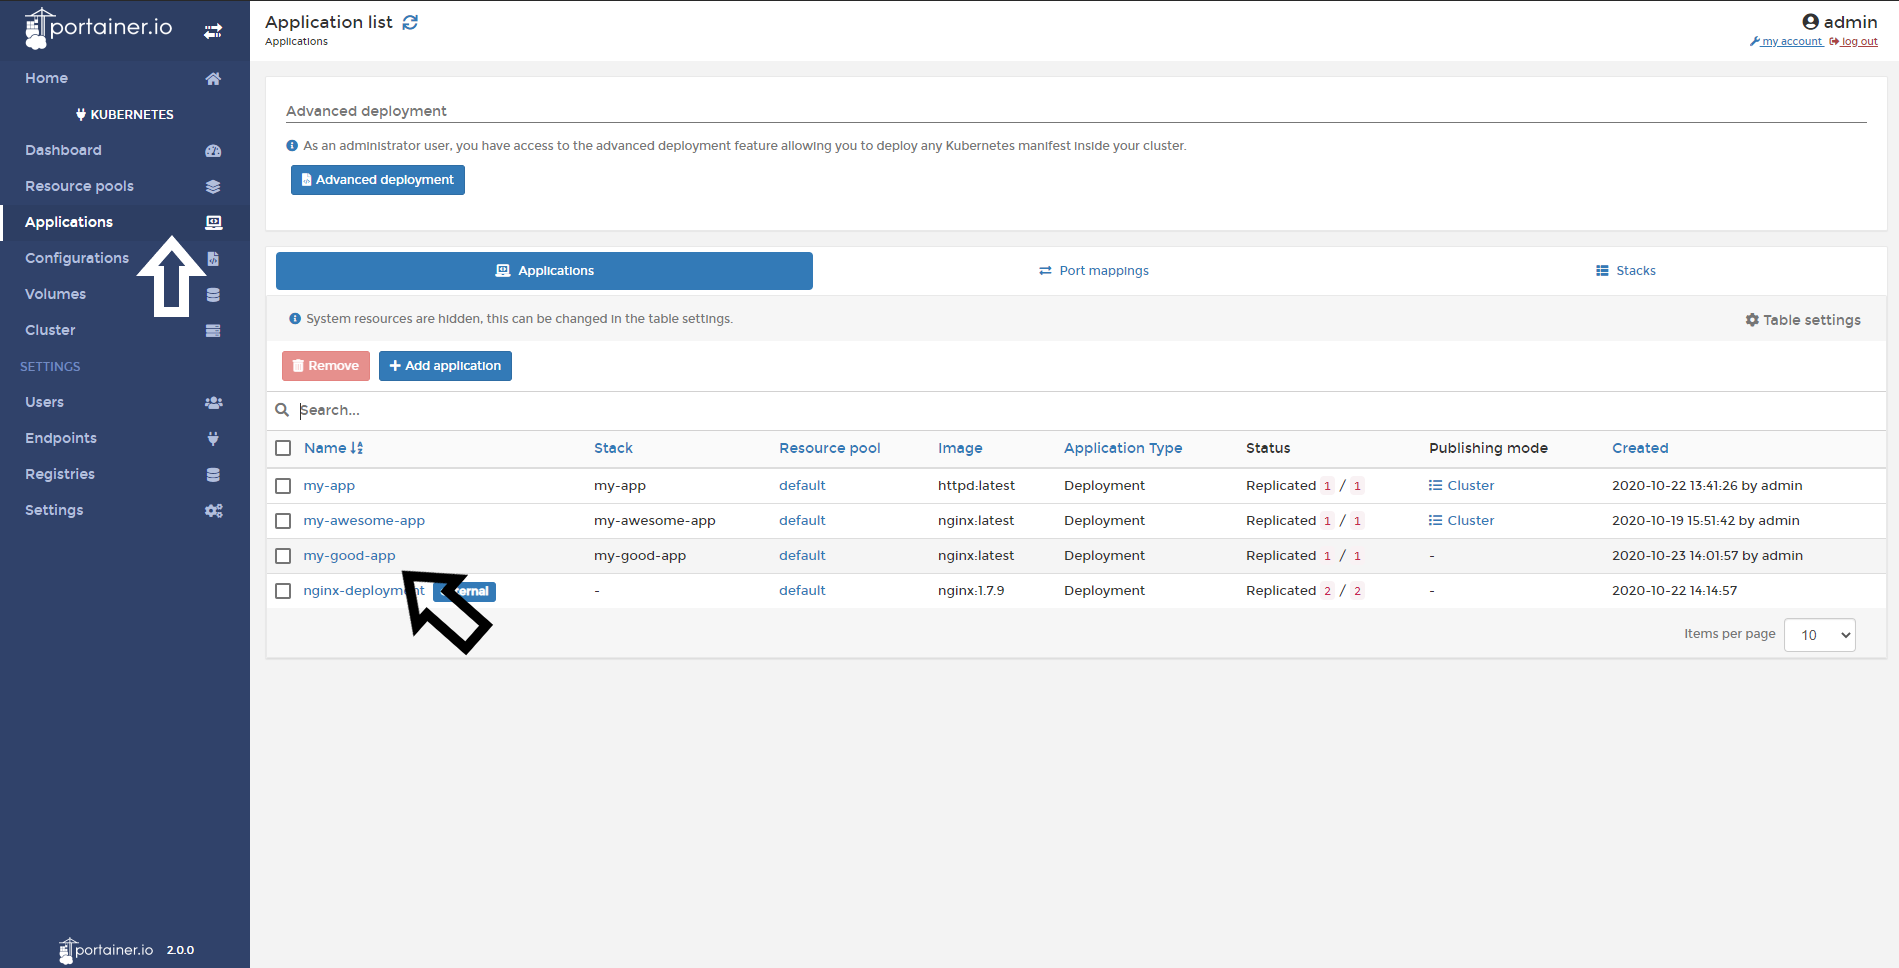 portainer.io
Home
KUBERNETES
Dashboard
Resource pools
Applications
Configurations
Volumes
Cluster
SETTINGS
Users
Endpoints
Registries
Settings
portainer.io 2.0.0
Application list
Applications
admin
my account log out
Advanced deployment
As an administrator user, you have access to the advanced deployment feature allowing you to deploy any Kubernetes manifest inside your cluster.
Advanced deployment
Applications Port mappings Stacks
System resources are hidden, this can be changed in the table settings. Table settings
Remove Add application
Search...
Name Stack Resource pool Image Application Type Status Publishing mode Created
my-app my-app default httpd:latest Deployment Replicated 1 / 1 Cluster 2020-10-22 13:41:26 by admin
my-awesome-app my-awesome-app default nginx:latest Deployment Replicated 1 / 1 Cluster 2020-10-19 15:51:42 by admin
my-good-app my-good-app default nginx:latest Deployment Replicated 1 / 1 - 2020-10-23 14:01:57 by admin
nginx-deployment - default nginx:1.7.9 Deployment Replicated 2 / 2 - 2020-10-22 14:14:57
Items per page 10